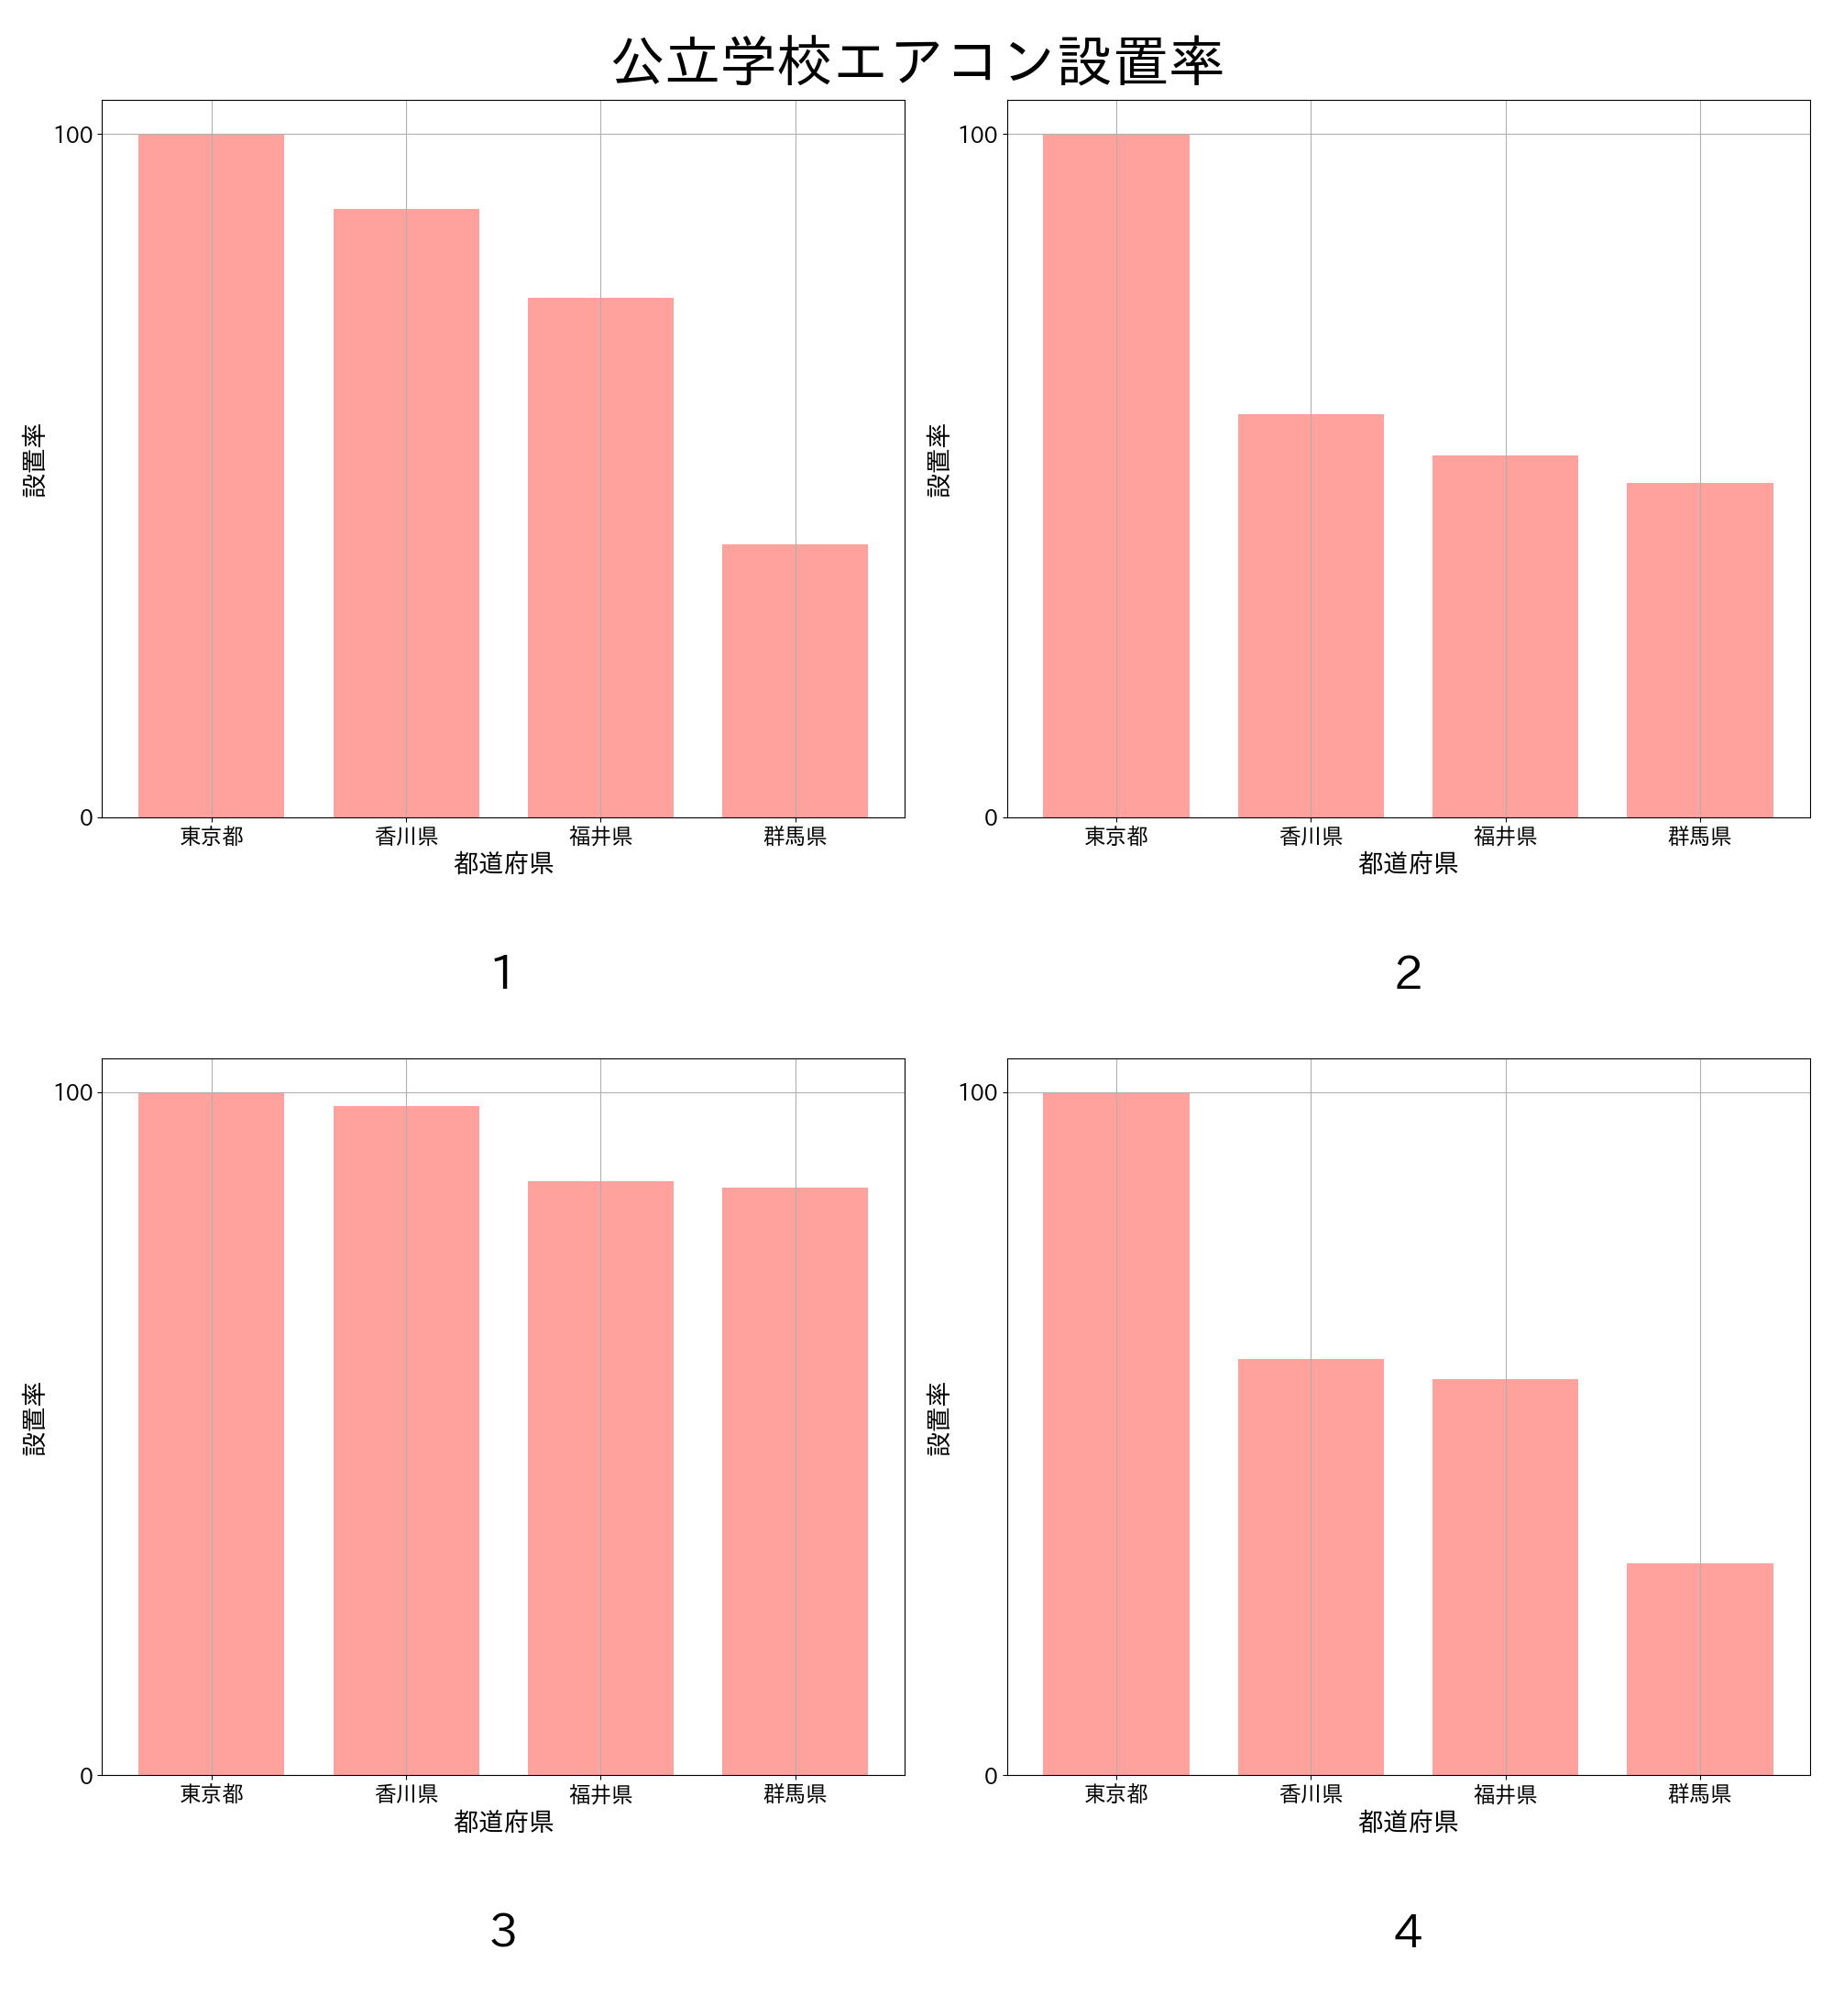 公立学校エアコン設置率
100
0
設置率
東京都 香川県 福井県 群馬県
都道府県
1
100
0
設置率
東京都 香川県 福井県 群馬県
都道府県
2
100
0
設置率
東京都 香川県 福井県 群馬県
都道府県
3
100
0
設置率
東京都 香川県 福井県 群馬県
都道府県
4